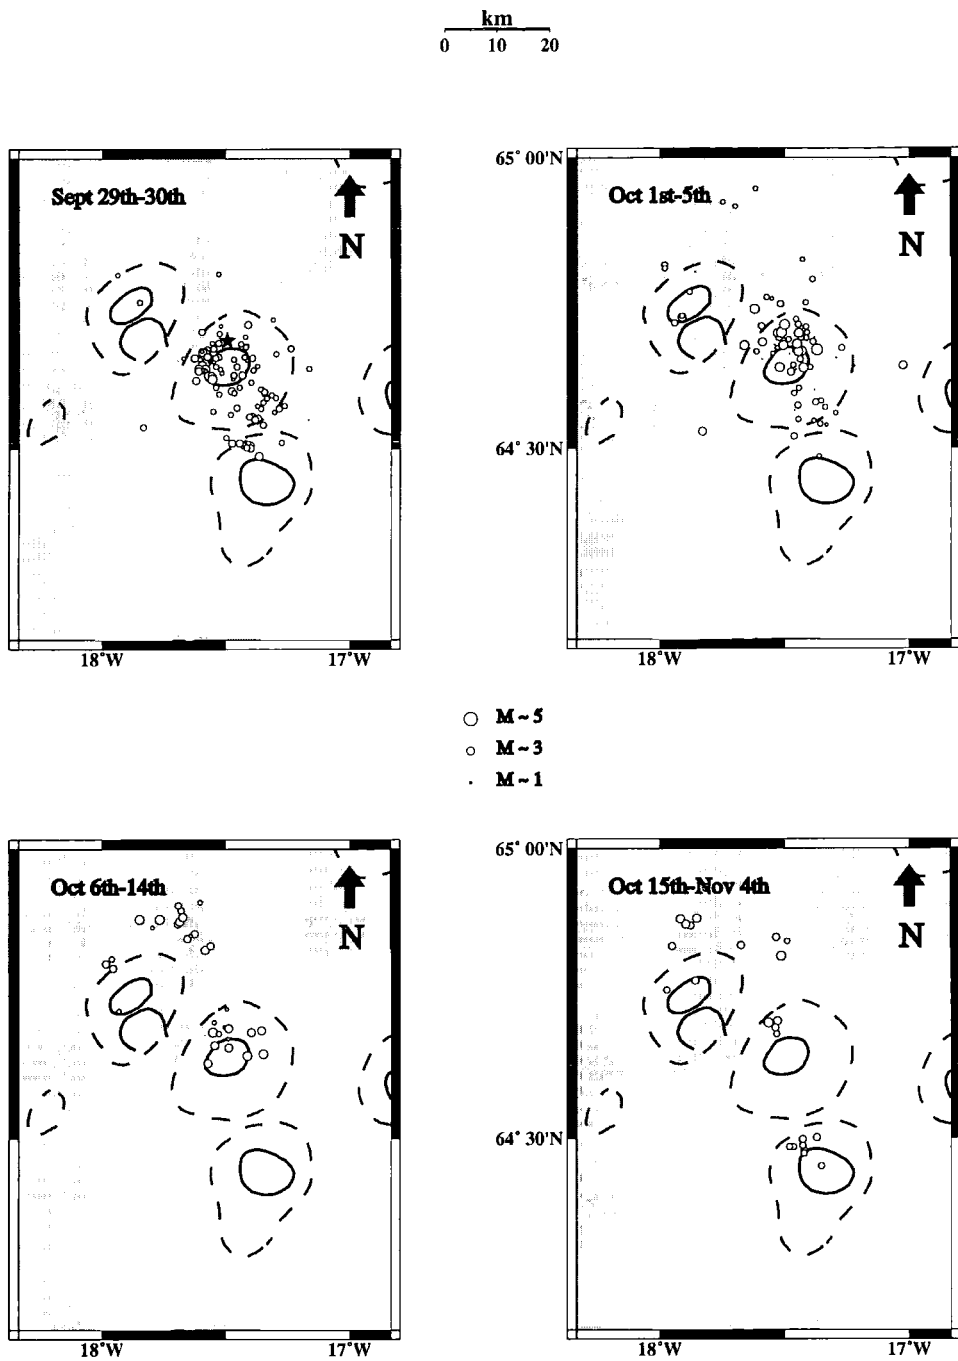 km
0 10 20
65° 00'N
Sept 29th-30th
N
Oct 1st-5th
N
64° 30'N
18°W 17°W
18°W 17°W
M ~ 5
M ~ 3
M ~ 1
65° 00'N
Oct 6th-14th
N
Oct 15th-Nov 4th
N
64° 30'N
18°W 17°W
18°W 17°W